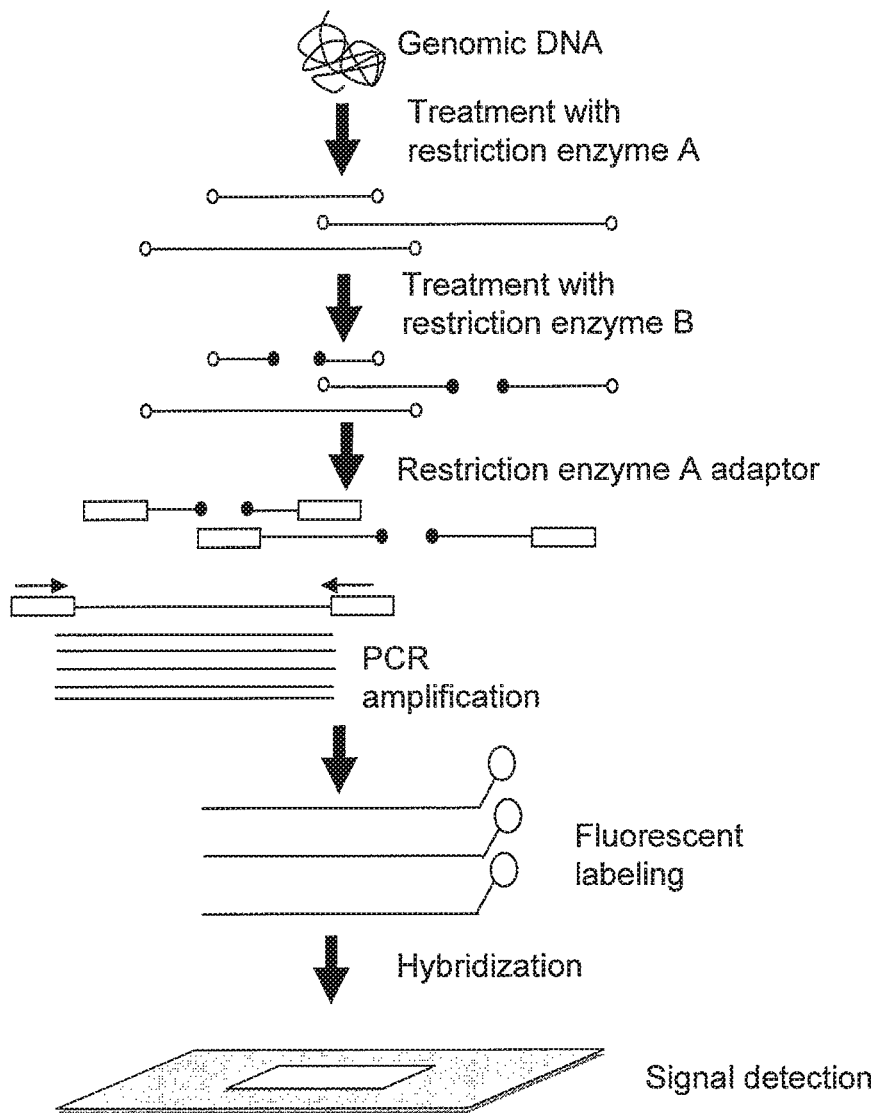 Genomic DNA
Treatment with
restriction enzyme A
Treatment with
restriction enzyme B
Restriction enzyme A adaptor
PCR
amplification
Fluorescent
labeling
Hybridization
Signal detection